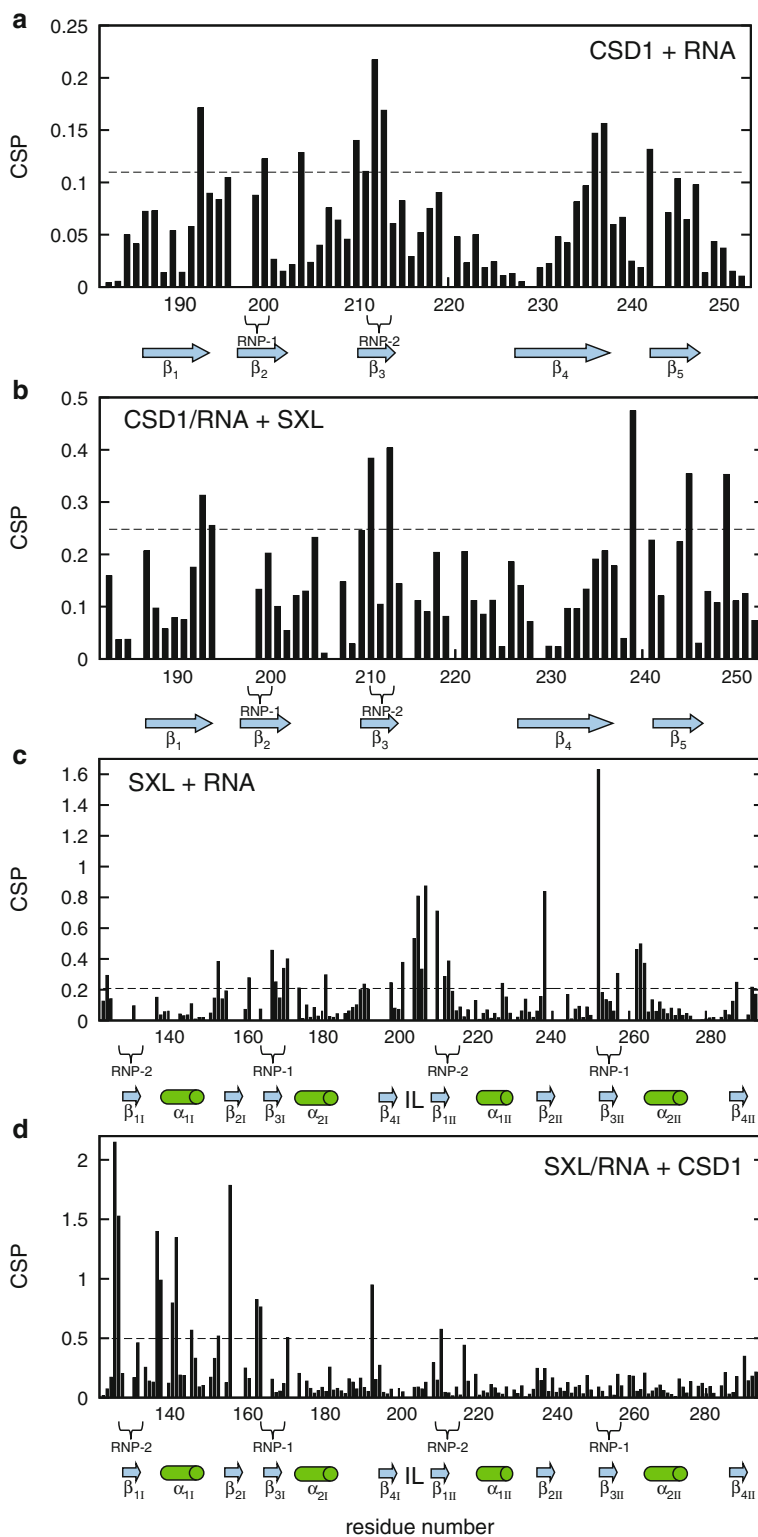 a
CSD1 + RNA
CSP
0.25
0.2
0.15
0.1
0.05
0
190 200 210 220 230 240 250
RNP-1 RNP-2
β1 β2 β3 β4 β5
b
CSD1/RNA + SXL
CSP
0.5
0.4
0.3
0.2
0.1
0
190 200 210 220 230 240 250
RNP-1 RNP-2
β1 β2 β3 β4 β5
c
SXL + RNA
CSP
1.6
1.4
1.2
1
0.8
0.6
0.4
0.2
0
140 160 180 200 220 240 260 280
RNP-2 RNP-1 RNP-2 RNP-1
β1I α1I β2I β3I α2I β4I IL β1II α1II β2II β3II α2II β4II
d
SXL/RNA + CSD1
CSP
2
1.5
1
0.5
0
140 160 180 200 220 240 260 280
RNP-2 RNP-1 RNP-2 RNP-1
β1I α1I β2I β3I α2I β4I IL β1II α1II β2II β3II α2II β4II
residue number